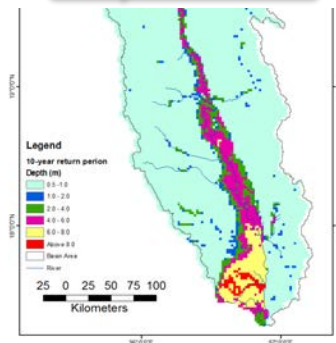 Legend
10-year return perion
Depth (m)
0.5 - 1.0
1.0 - 2.0
2.0 - 4.0
4.0 - 6.0
6.0 - 8.0
Above 8.0
Basin Area
River
25 0 25 50 75 100
Kilometers